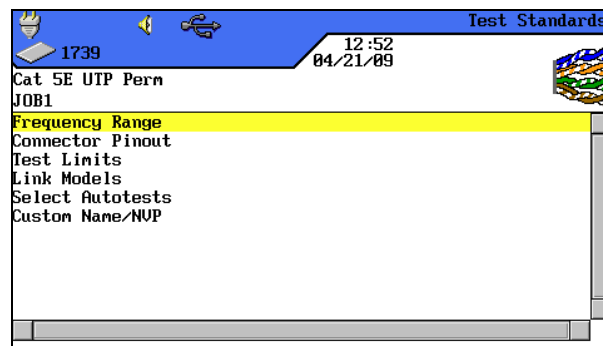 Test Standards
1739
12:52
04/21/09
Cat 5E UTP Perm
JOB1
Frequency Range
Connector Pinout
Test Limits
Link Models
Select Autotests
Custom Name/NVP